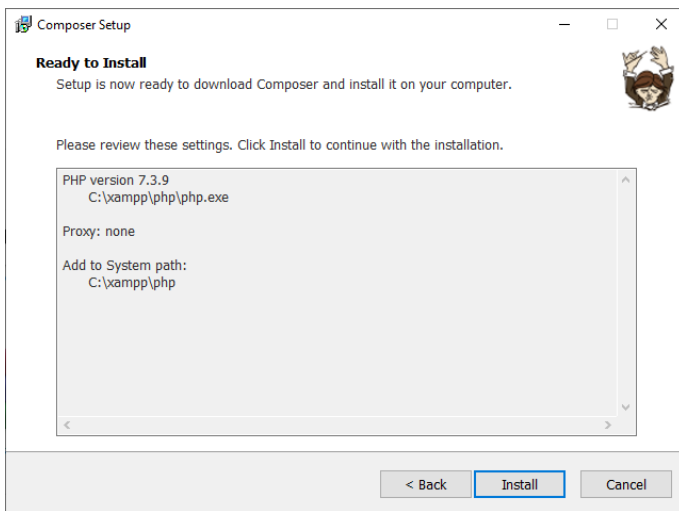 Composer Setup
Ready to Install
Setup is now ready to download Composer and install it on your computer.
Please review these settings. Click Install to continue with the installation.
PHP version 7.3.9
C:\xampp\php\php.exe
Proxy: none
Add to System path:
C:\xampp\php
< Back
Install
Cancel